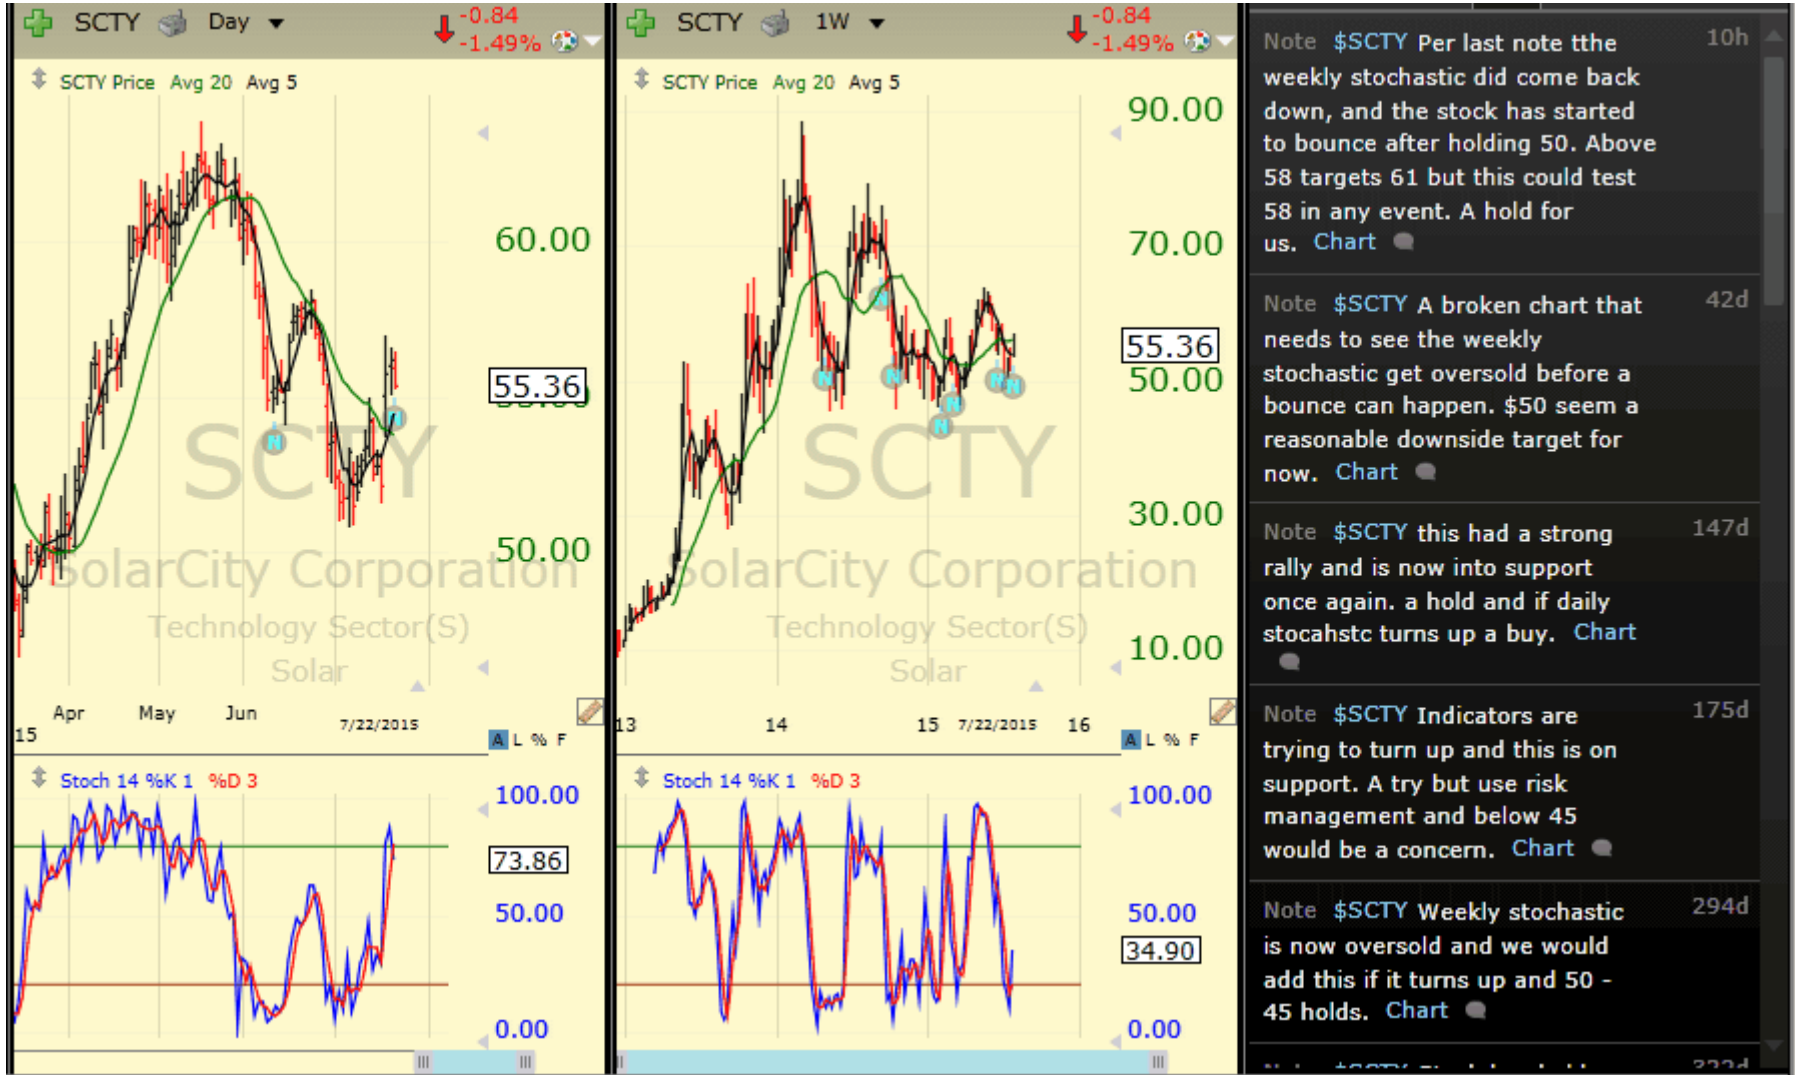 SCTY Day
-0.84
-1.49%
SCTY Price Avg 20 Avg 5
60.00
55.36
SCTY
50.00
SolarCity Corporation
Technology Sector(S)
Solar
Apr May Jun
7/22/2015
15
A L % F
Stoch 14 %K 1 %D 3
100.00
73.86
50.00
0.00
N
N
SCTY 1W
-0.84
-1.49%
SCTY Price Avg 20 Avg 5
90.00
70.00
55.36
50.00
SCTY
30.00
SolarCity Corporation
Technology Sector(S)
10.00
Solar
13 14 15 7/22/2015 16
A L % F
Stoch 14 %K 1 %D 3
100.00
50.00
34.90
0.00
N
N
N
N
N
N
N
Note $SCTY Per last note tthe 10h
weekly stochastic did come back
down, and the stock has started
to bounce after holding 50. Above
58 targets 61 but this could test
58 in any event. A hold for
us. Chart
Note $SCTY A broken chart that 42d
needs to see the weekly
stochastic get oversold before a
bounce can happen. $50 seem a
reasonable downside target for
now. Chart
Note $SCTY this had a strong 147d
rally and is now into support
once again. a hold and if daily
stocahstc turns up a buy. Chart
Note $SCTY Indicators are 175d
trying to turn up and this is on
support. A try but use risk
management and below 45
would be a concern. Chart
Note $SCTY Weekly stochastic 294d
is now oversold and we would
add this if it turns up and 50 -
45 holds. Chart